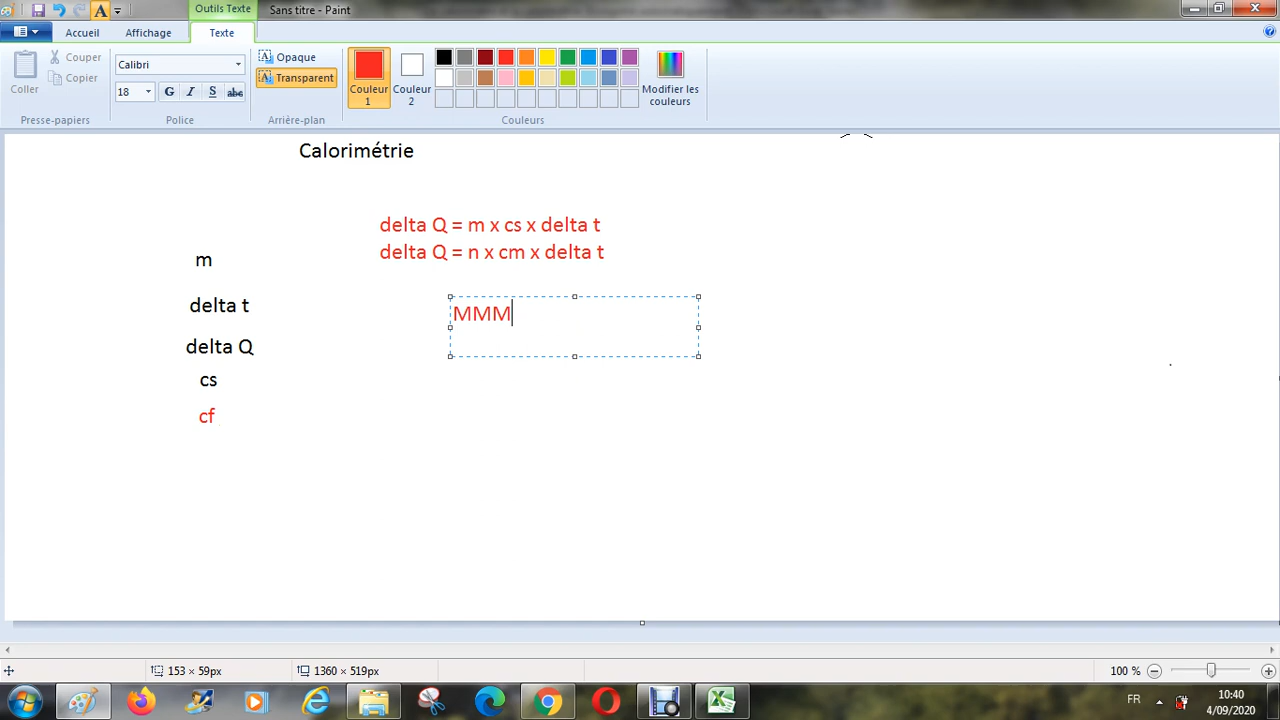 Outils Texte
Sans titre - Paint
Accueil
Affichage
Texte
Coller
Couper
Copier
Presse-papiers
Calibri
18
G I S abc
Police
Opaque
Transparent
Arrière-plan
Couleur 1
Couleur 2
Modifier les couleurs
Couleurs
Calorimétrie
delta Q = m x cs x delta t
delta Q = n x cm x delta t
m
delta t
MMM
delta Q
cs
cf
153 × 59px
1360 × 519px
100 %
FR
10:40
4/09/2020